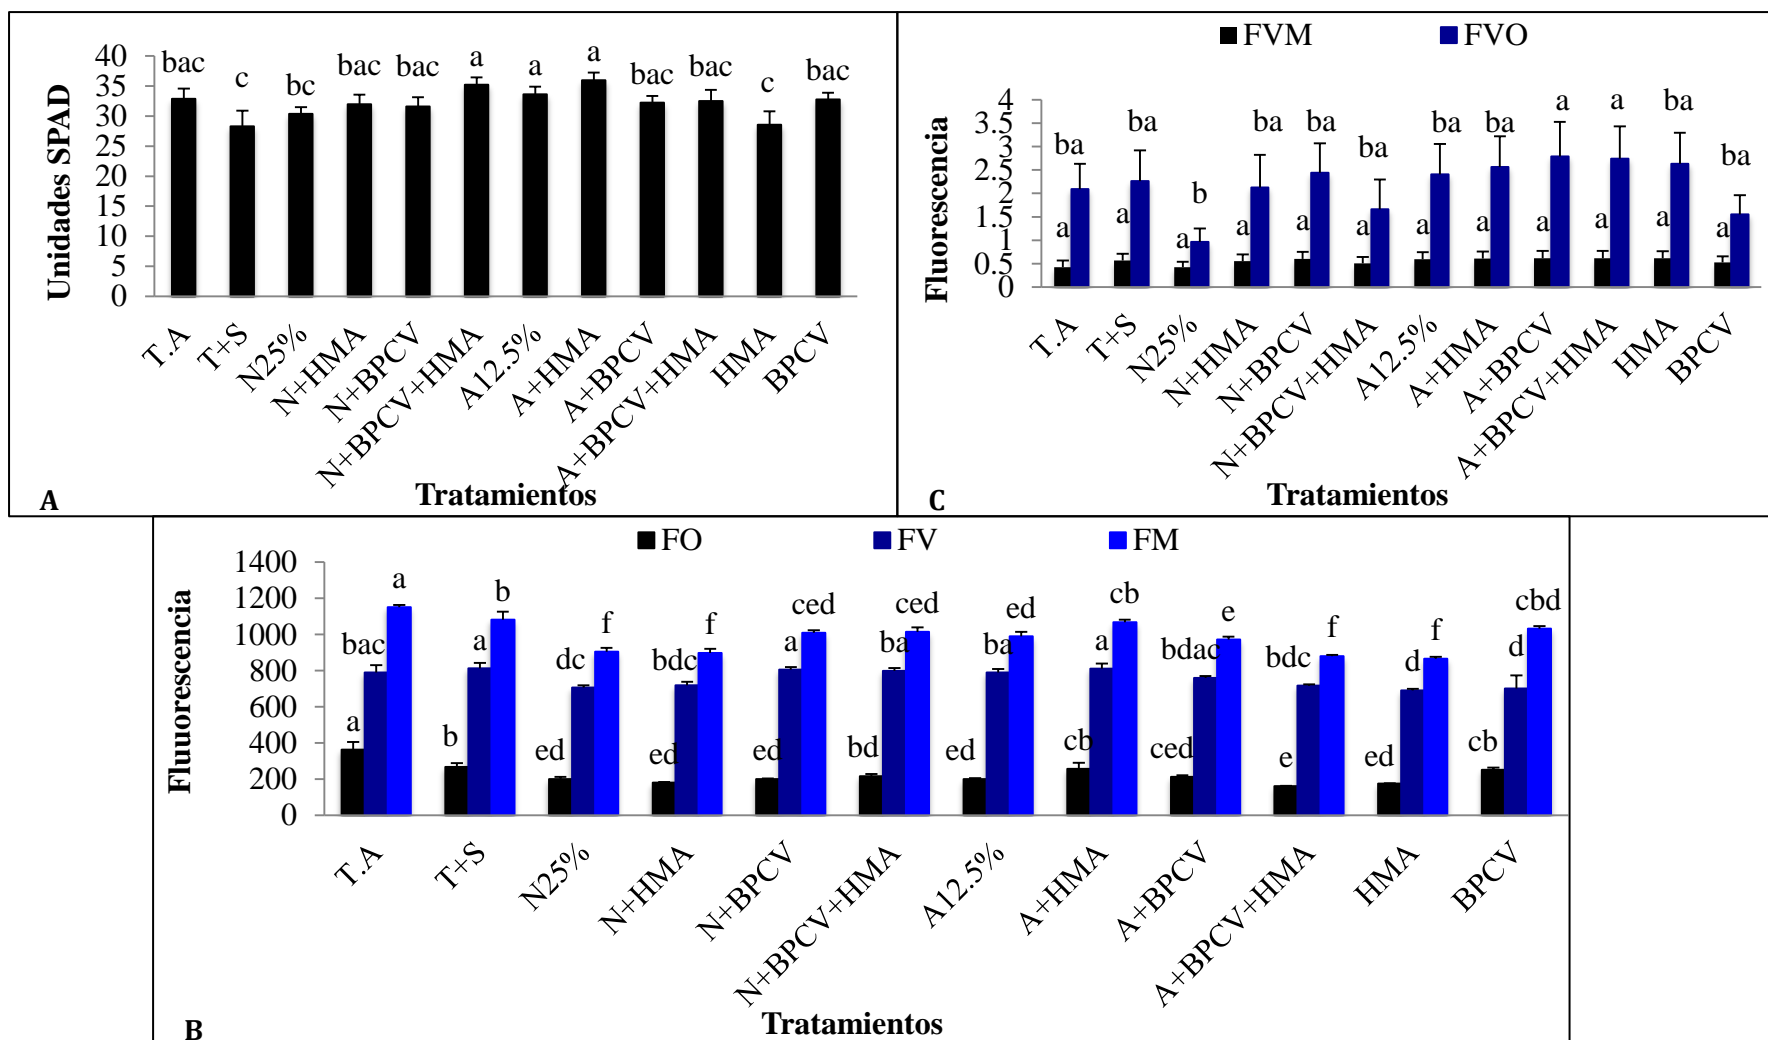 Unidades SPAD
40
35
30
25
20
15
10
5
0
bac c bc bac bac a a a bac bac c bac
T.A T+S N25% N+HMA N+BPCV N+BPCV+HMA A12.5% A+HMA A+BPCV A+BPCV+HMA HMA BPCV
Tratamientos
A
FVM FVO
Fluorescencia
4
3.5
3
2.5
2
1.5
1
0.5
0
ba ba b ba ba ba ba ba a a ba ba
a a a a a a a a a a a a
T.A T+S N25% N+HMA N+BPCV N+BPCV+HMA A12.5% A+HMA A+BPCV A+BPCV+HMA HMA BPCV
Tratamientos
C
FO FV FM
Fluuorescencia
1400
1200
1000
800
600
400
200
0
a b f f ced ced ed cb e f f cbd
bac a dc bdc a ba ba a bdac bdc d d
a b ed ed ed bd ed cb ced e ed cb
T.A T+S N25% N+HMA N+BPCV N+BPCV+HMA A12.5% A+HMA A+BPCV A+BPCV+HMA HMA BPCV
Tratamientos
B